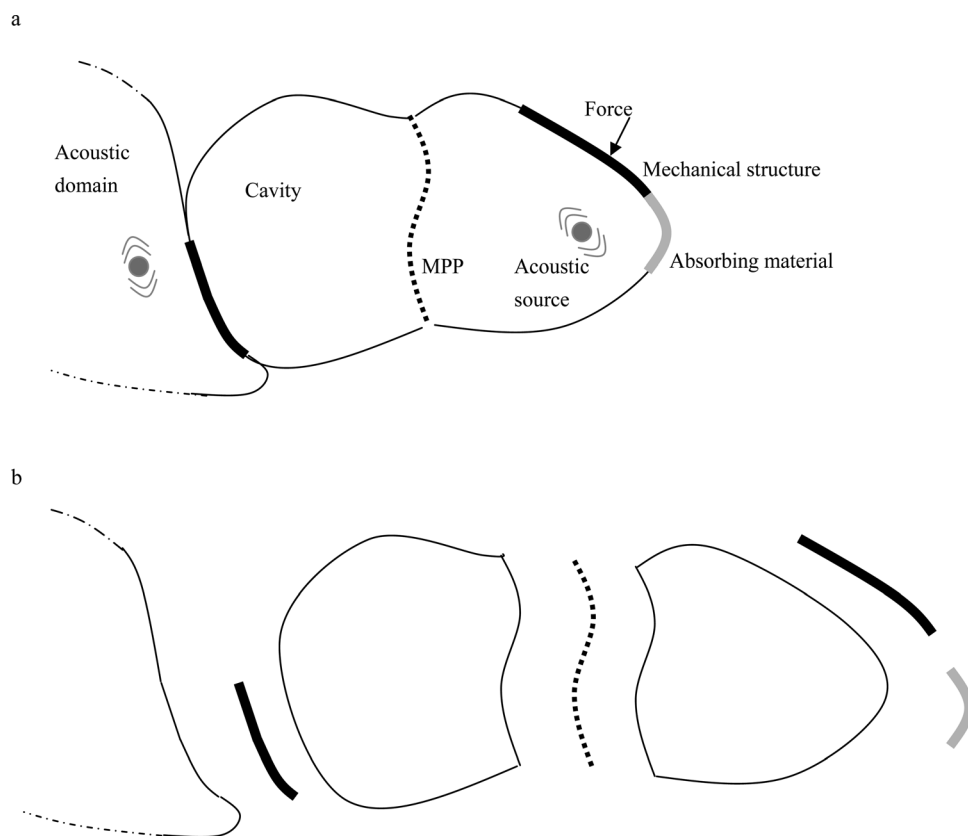 a
Force
Acoustic
domain
Mechanical structure
Cavity
MPP
Acoustic
source
Absorbing material
b